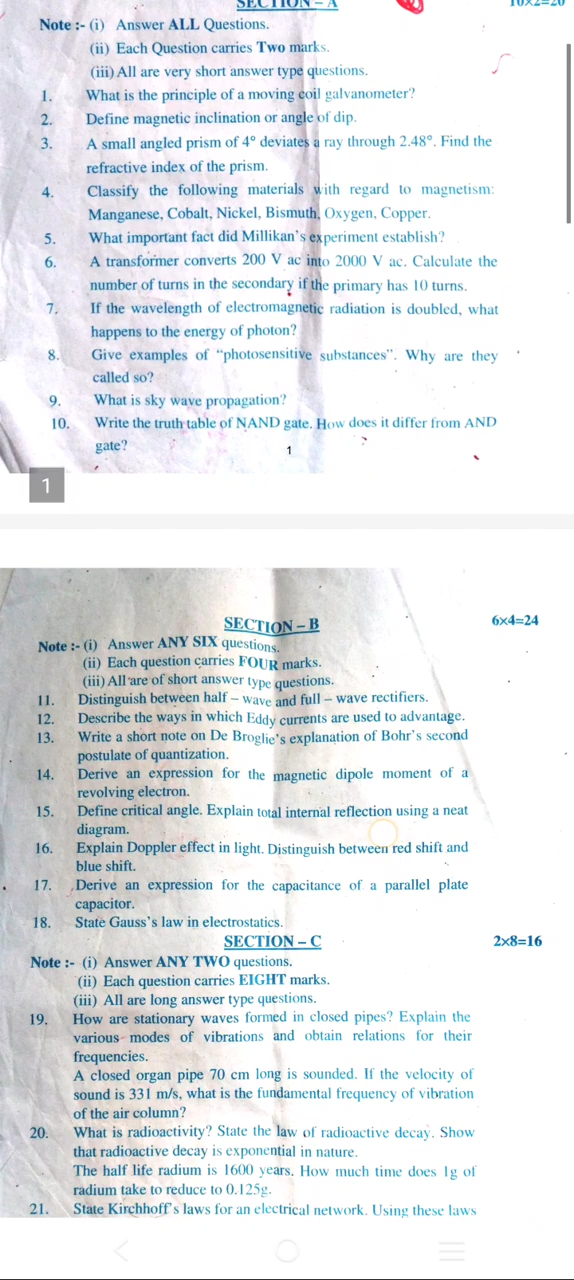 SECTION – A
10×2=20
Note :- (i) Answer ALL Questions.
(ii) Each Question carries Two marks.
(iii) All are very short answer type questions.
1. What is the principle of a moving coil galvanometer?
2. Define magnetic inclination or angle of dip.
3. A small angled prism of 4° deviates a ray through 2.48°. Find the
refractive index of the prism.
4. Classify the following materials with regard to magnetism:
Manganese, Cobalt, Nickel, Bismuth, Oxygen, Copper.
5. What important fact did Millikan's experiment establish?
6. A transformer converts 200 V ac into 2000 V ac. Calculate the
number of turns in the secondary if the primary has 10 turns.
7. If the wavelength of electromagnetic radiation is doubled, what
happens to the energy of photon?
8. Give examples of “photosensitive substances”. Why are they
called so?
9. What is sky wave propagation?
10. Write the truth table of NAND gate. How does it differ from AND
gate?
1
1
SECTION – B
6×4=24
Note :- (i) Answer ANY SIX questions.
(ii) Each question carries FOUR marks.
(iii) All are of short answer type questions.
11. Distinguish between half – wave and full – wave rectifiers.
12. Describe the ways in which Eddy currents are used to advantage.
13. Write a short note on De Broglie's explanation of Bohr's second
postulate of quantization.
14. Derive an expression for the magnetic dipole moment of a
revolving electron.
15. Define critical angle. Explain total internal reflection using a neat
diagram.
16. Explain Doppler effect in light. Distinguish between red shift and
blue shift.
17. Derive an expression for the capacitance of a parallel plate
capacitor.
18. State Gauss's law in electrostatics.
SECTION – C
2×8=16
Note :- (i) Answer ANY TWO questions.
(ii) Each question carries EIGHT marks.
(iii) All are long answer type questions.
19. How are stationary waves formed in closed pipes? Explain the
various modes of vibrations and obtain relations for their
frequencies.
A closed organ pipe 70 cm long is sounded. If the velocity of
sound is 331 m/s, what is the fundamental frequency of vibration
of the air column?
20. What is radioactivity? State the law of radioactive decay. Show
that radioactive decay is exponential in nature.
The half life radium is 1600 years. How much time does 1g of
radium take to reduce to 0.125g.
21. State Kirchhoff's laws for an electrical network. Using these laws